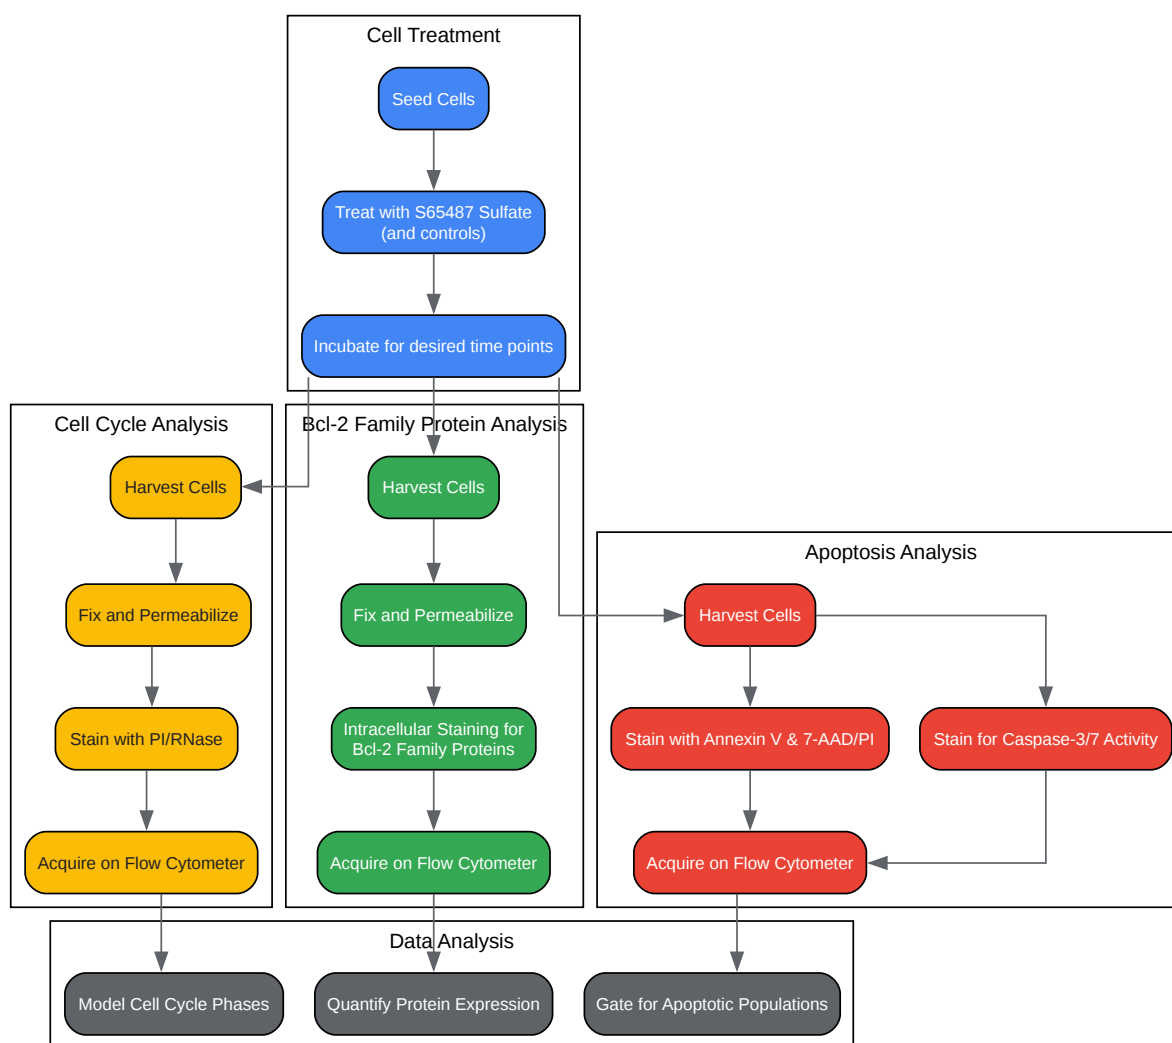 Cell Treatment
Seed Cells
Treat with S65487 Sulfate
(and controls)
Incubate for desired time points
Cell Cycle Analysis
Harvest Cells
Fix and Permeabilize
Stain with PI/RNase
Acquire on Flow Cytometer
Bcl-2 Family Protein Analysis
Harvest Cells
Fix and Permeabilize
Intracellular Staining for
Bcl-2 Family Proteins
Acquire on Flow Cytometer
Apoptosis Analysis
Harvest Cells
Stain with Annexin V & 7-AAD/PI
Stain for Caspase-3/7 Activity
Acquire on Flow Cytometer
Data Analysis
Model Cell Cycle Phases
Quantify Protein Expression
Gate for Apoptotic Populations